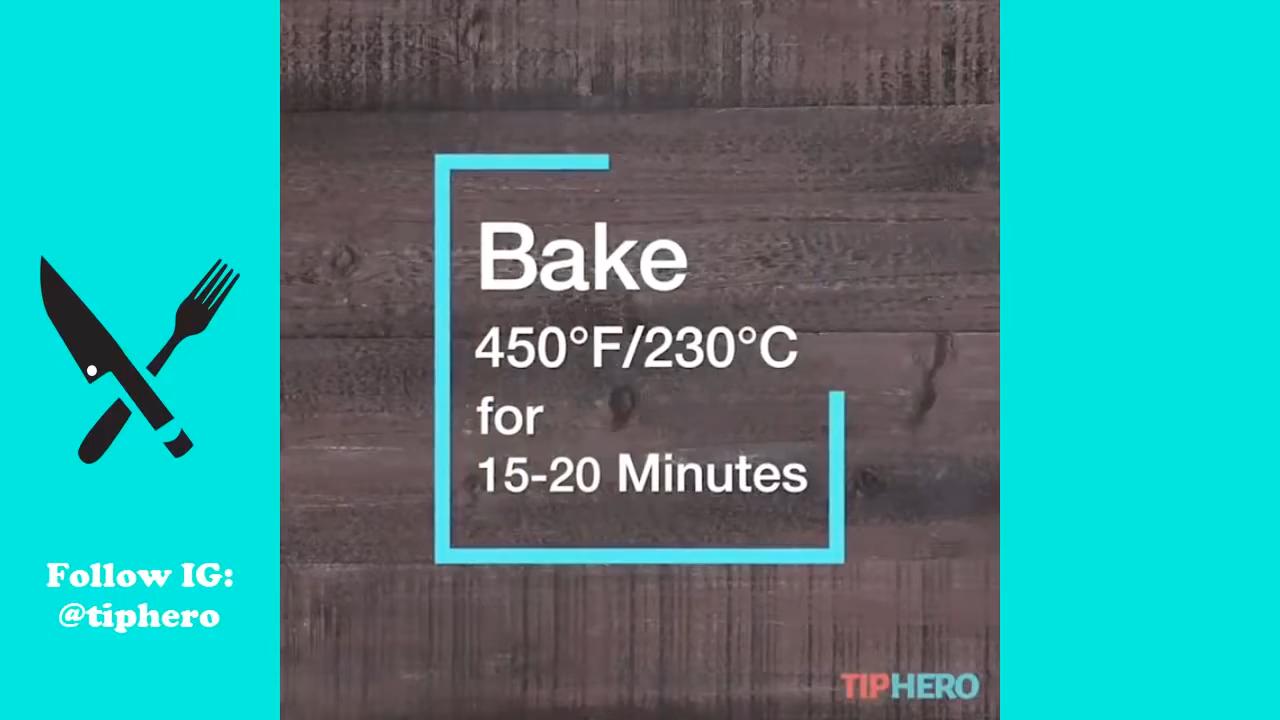 Bake
450°F/230°C
for
15-20 Minutes
Follow IG:
@tiphero
TIPHERO